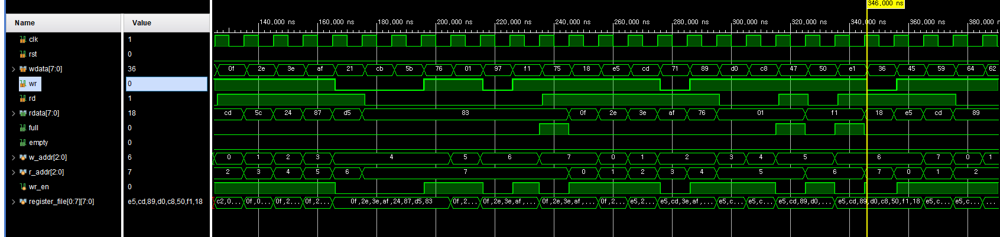 346,000 ns
Name Value
140,000 ns 160,000 ns 180,000 ns 200,000 ns 220,000 ns 240,000 ns 260,000 ns 280,000 ns 300,000 ns 320,000 ns 340,000 ns 360,000 ns 380,000 ns
clk 1
rst 0
wdata[7:0] 36 0f 2e 3e af 21 cb 5b 76 01 97 f1 75 18 e5 cd 71 89 d0 c8 47 50 e1 36 45 59 64 62
wr 0
rd 1
rdata[7:0] 18 cd 5c 24 87 d5 83 0f 2e 3e af 76 01 f1 18 e5 cd 89
full 0
empty 0
w_addr[2:0] 6 0 1 2 3 4 5 6 7 0 1 2 3 4 5 6 7 0 1
r_addr[2:0] 7 2 3 4 5 6 7 0 1 2 3 4 5 6 7 0 1 2
wr_en 0
register_file[0:7][7:0] e5,cd,89,d0,c8,50,f1,18 c2,0... 0f,0... 0f,2... 0f,2... 0f,2e,3e,af,24,87,d5,83 0f,2e,3e,af,... 0f,2e,3e,af,... 0f,2... e5,2... e5,cd,3e,af,... e5,c... e5,c... e5,cd,89,d0,... e5,cd,89,d0,c8,50,f1,18 e5,c... e5,c...